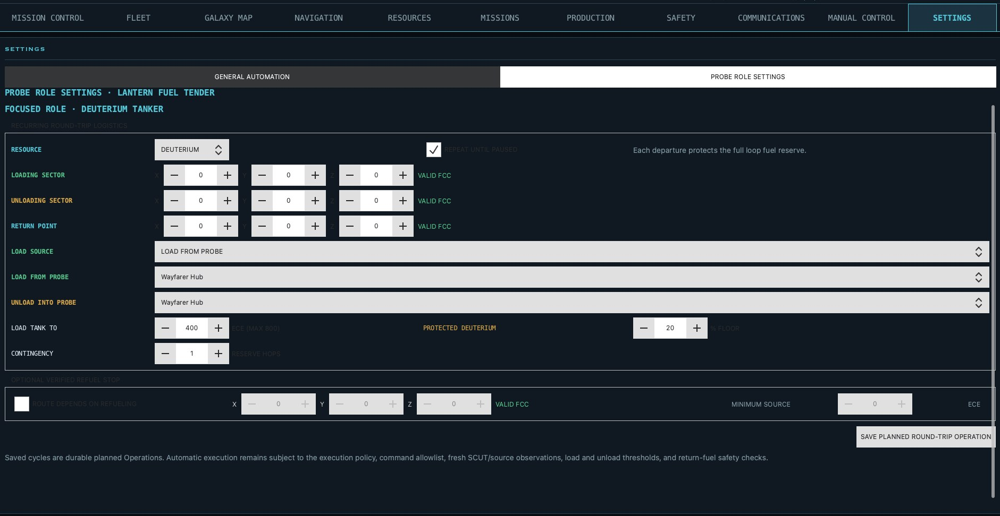 MISSION CONTROL FLEET GALAXY MAP NAVIGATION RESOURCES MISSIONS PRODUCTION SAFETY COMMUNICATIONS MANUAL CONTROL SETTINGS
SETTINGS
GENERAL AUTOMATION PROBE ROLE SETTINGS
PROBE ROLE SETTINGS · LANTERN FUEL TENDER
FOCUSED ROLE · DEUTERIUM TANKER
RECURRING ROUND-TRIP LOGISTICS
RESOURCE DEUTERIUM REPEAT UNTIL PAUSED Each departure protects the full loop fuel reserve.
LOADING SECTOR X − 0 + Y − 0 + Z − 0 + VALID FCC
UNLOADING SECTOR X − 0 + Y − 0 + Z − 0 + VALID FCC
RETURN POINT X − 0 + Y − 0 + Z − 0 + VALID FCC
LOAD SOURCE LOAD FROM PROBE
LOAD FROM PROBE Wayfarer Hub
UNLOAD INTO PROBE Wayfarer Hub
LOAD TANK TO − 400 + ECE (MAX 800) PROTECTED DEUTERIUM − 20 + % FLOOR
CONTINGENCY − 1 + RESERVE HOPS
OPTIONAL VERIFIED REFUEL STOP
ROUTE DEPENDS ON REFUELING X − 0 + Y − 0 + Z − 0 + VALID FCC MINIMUM SOURCE − 0 + ECE
SAVE PLANNED ROUND-TRIP OPERATION
Saved cycles are durable planned Operations. Automatic execution remains subject to the execution policy, command allowlist, fresh SCUT/source observations, load and unload thresholds, and return-fuel safety checks.